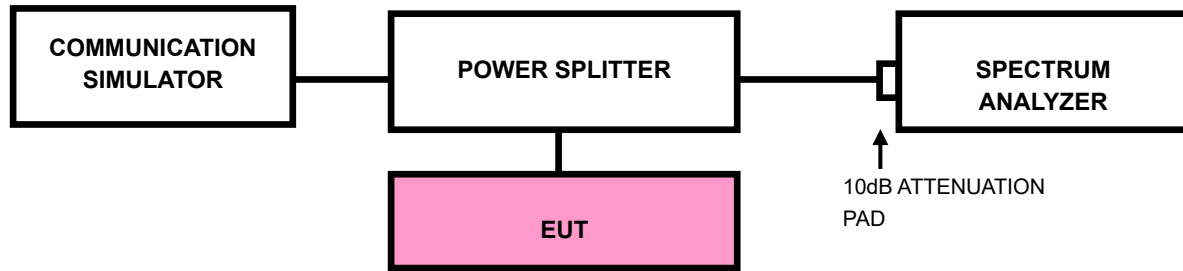 COMMUNICATION
SIMULATOR
POWER SPLITTER
SPECTRUM
ANALYZER
10dB ATTENUATION
PAD
EUT